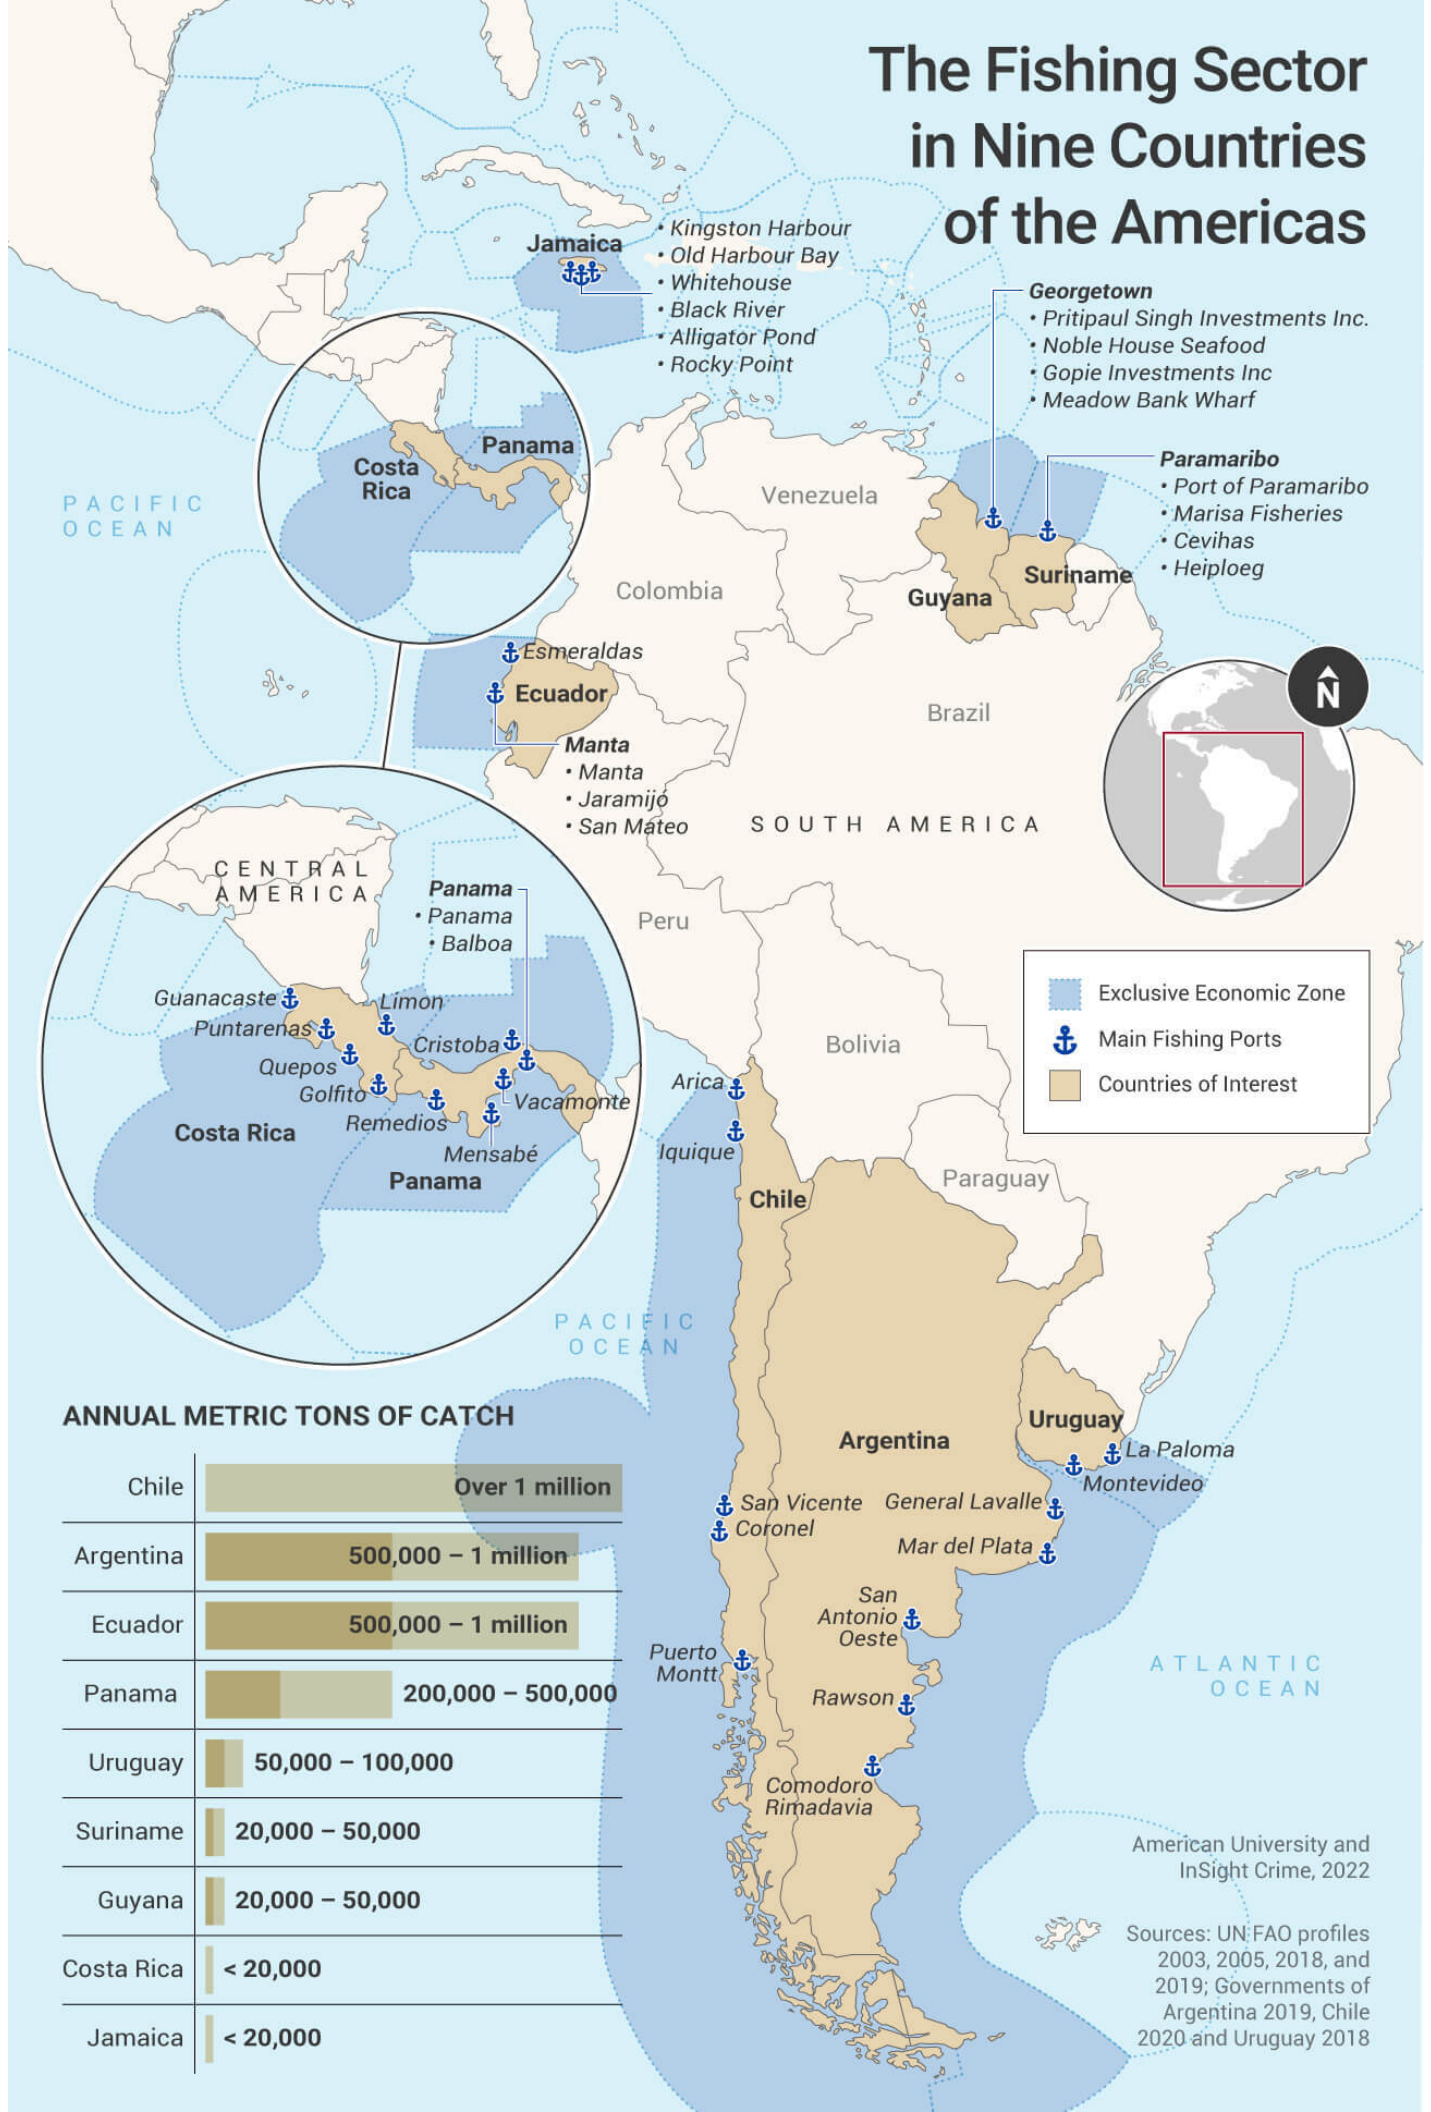 The Fishing Sector
in Nine Countries
of the Americas
Jamaica
• Kingston Harbour
• Old Harbour Bay
• Whitehouse
• Black River
• Alligator Pond
• Rocky Point
Georgetown
• Pritipaul Singh Investments Inc.
• Noble House Seafood
• Gopie Investments Inc
• Meadow Bank Wharf
Paramaribo
• Port of Paramaribo
• Marisa Fisheries
• Cevihas
• Heiploeg
Costa
Rica
Panama
PACIFIC
OCEAN
Venezuela
Colombia
Guyana
Suriname
Esmeraldas
Ecuador
Manta
• Manta
• Jaramijó
• San Mateo
Brazil
SOUTH AMERICA
N
CENTRAL
AMERICA
Panama
• Panama
• Balboa
Guanacaste
Limon
Puntarenas
Cristoba
Quepos
Golfito
Remedios
Vacamonte
Mensabé
Costa Rica
Panama
Peru
Bolivia
Exclusive Economic Zone
Main Fishing Ports
Countries of Interest
Arica
Iquique
Chile
Paraguay
PACIFIC
OCEAN
Argentina
Uruguay
La Paloma
Montevideo
San Vicente
Coronel
General Lavalle
Mar del Plata
San
Antonio
Oeste
Puerto
Montt
Rawson
Comodoro
Rimadavia
ATLANTIC
OCEAN
ANNUAL METRIC TONS OF CATCH
Chile Over 1 million
Argentina 500,000 – 1 million
Ecuador 500,000 – 1 million
Panama 200,000 – 500,000
Uruguay 50,000 – 100,000
Suriname 20,000 – 50,000
Guyana 20,000 – 50,000
Costa Rica < 20,000
Jamaica < 20,000
American University and
InSight Crime, 2022
Sources: UN FAO profiles
2003, 2005, 2018, and
2019; Governments of
Argentina 2019, Chile
2020 and Uruguay 2018